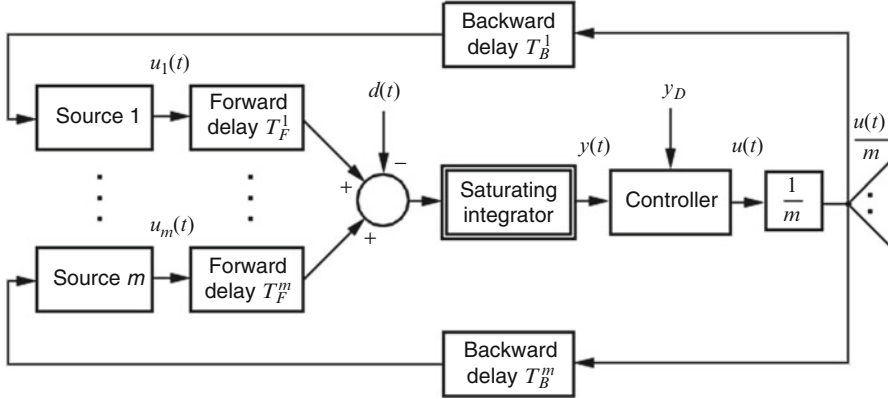 Backward
delay T_B^1
u_1(t)
d(t)
y_D
Source 1
Forward
delay T_F^1
−
y(t)
u(t)
u(t)/m
+
Saturating
integrator
Controller
1/m
u_m(t)
+
Source m
Forward
delay T_F^m
Backward
delay T_B^m